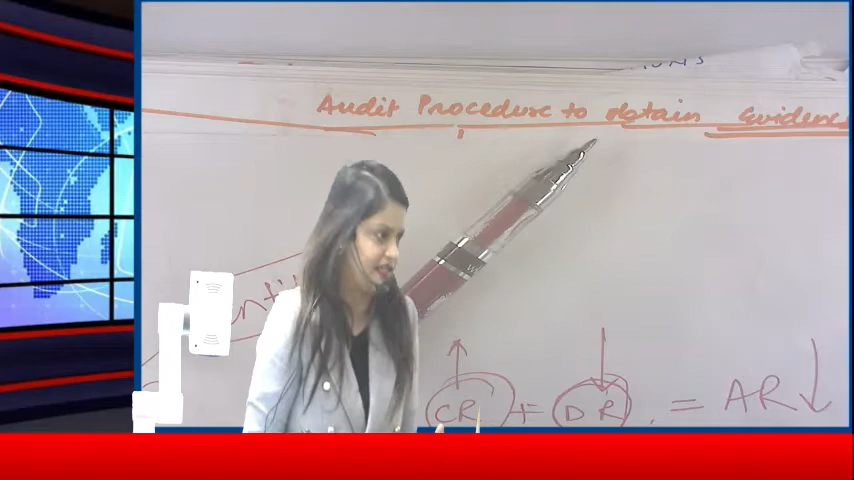 Audit Procedure to obtain Evidence
CR + DR = AR